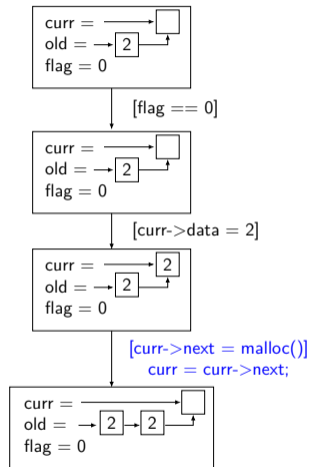 curr =
old = 2
flag = 0
[flag == 0]
curr =
old = 2
flag = 0
[curr->data = 2]
curr = 2
old = 2
flag = 0
[curr->next = malloc()]
curr = curr->next;
curr =
old = 2 2
flag = 0